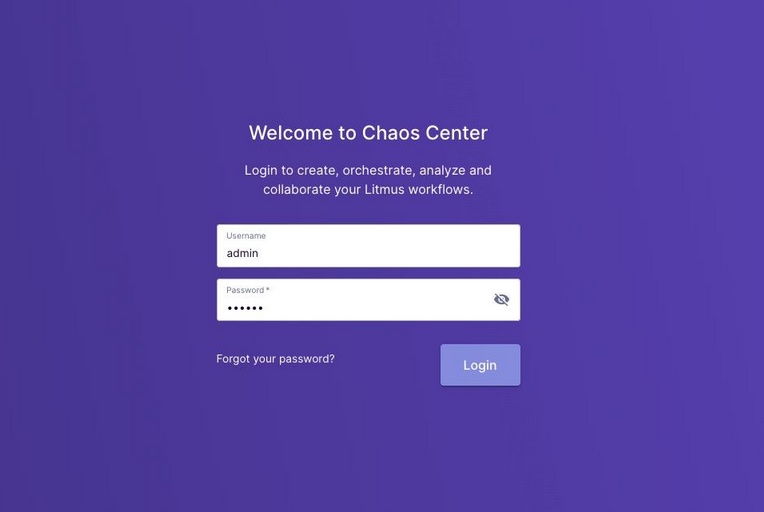 Welcome to Chaos Center
Login to create, orchestrate, analyze and
collaborate your Litmus workflows.
Username
admin
Password *
••••••
Forgot your password?
Login